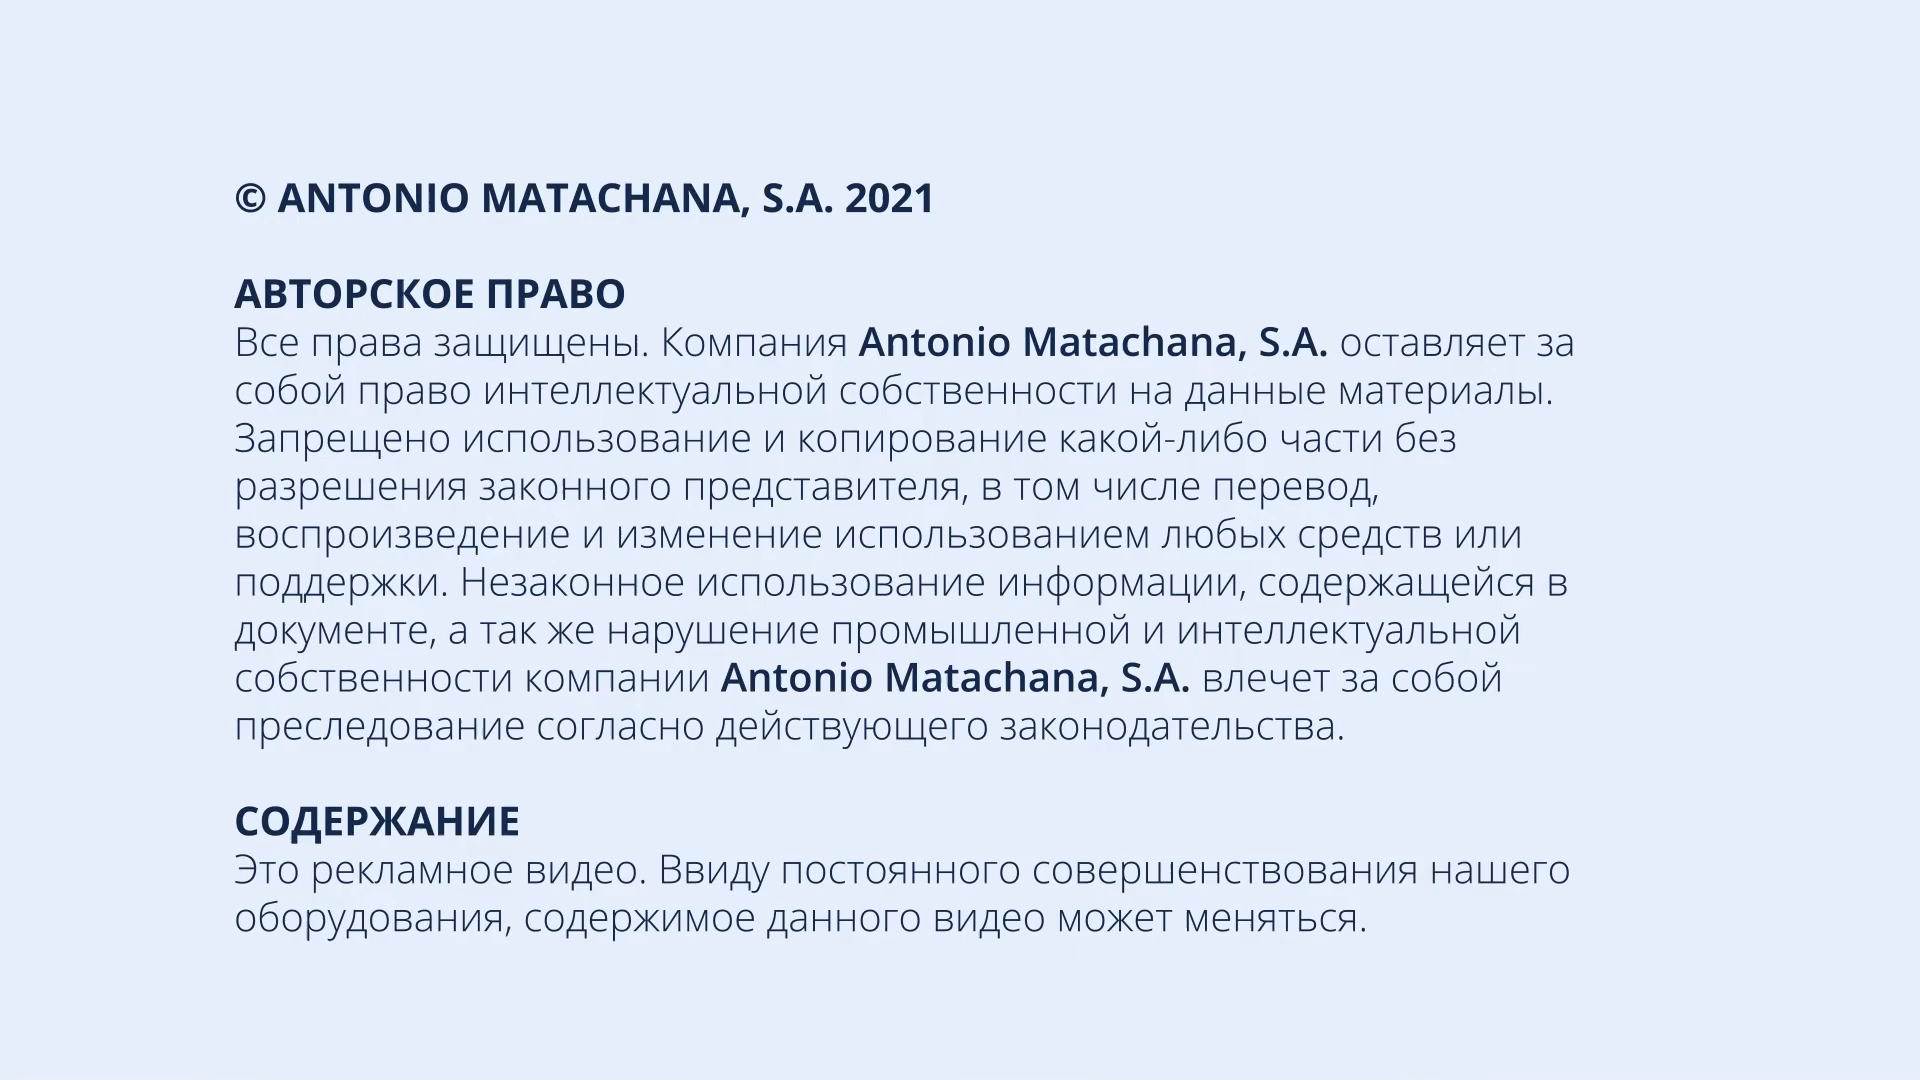 © ANTONIO MATACHANA, S.A. 2021
АВТОРСКОЕ ПРАВО
Все права защищены. Компания Antonio Matachana, S.A. оставляет за
собой право интеллектуальной собственности на данные материалы.
Запрещено использование и копирование какой-либо части без
разрешения законного представителя, в том числе перевод,
воспроизведение и изменение использованием любых средств или
поддержки. Незаконное использование информации, содержащейся в
документе, а так же нарушение промышленной и интеллектуальной
собственности компании Antonio Matachana, S.A. влечет за собой
преследование согласно действующего законодательства.
СОДЕРЖАНИЕ
Это рекламное видео. Ввиду постоянного совершенствования нашего
оборудования, содержимое данного видео может меняться.